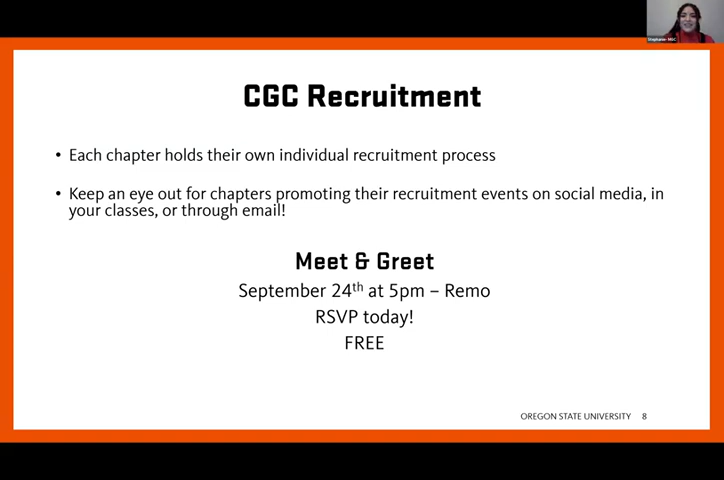 Stephanie- MSC
CGC Recruitment
• Each chapter holds their own individual recruitment process
• Keep an eye out for chapters promoting their recruitment events on social media, in
your classes, or through email!
Meet & Greet
September 24th at 5pm – Remo
RSVP today!
FREE
OREGON STATE UNIVERSITY 8